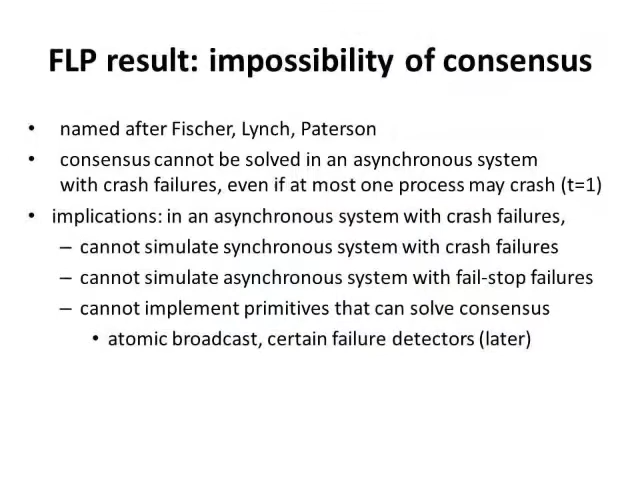 FLP result: impossibility of consensus
• named after Fischer, Lynch, Paterson
• consensus cannot be solved in an asynchronous system
with crash failures, even if at most one process may crash (t=1)
• implications: in an asynchronous system with crash failures,
– cannot simulate synchronous system with crash failures
– cannot simulate asynchronous system with fail-stop failures
– cannot implement primitives that can solve consensus
• atomic broadcast, certain failure detectors (later)